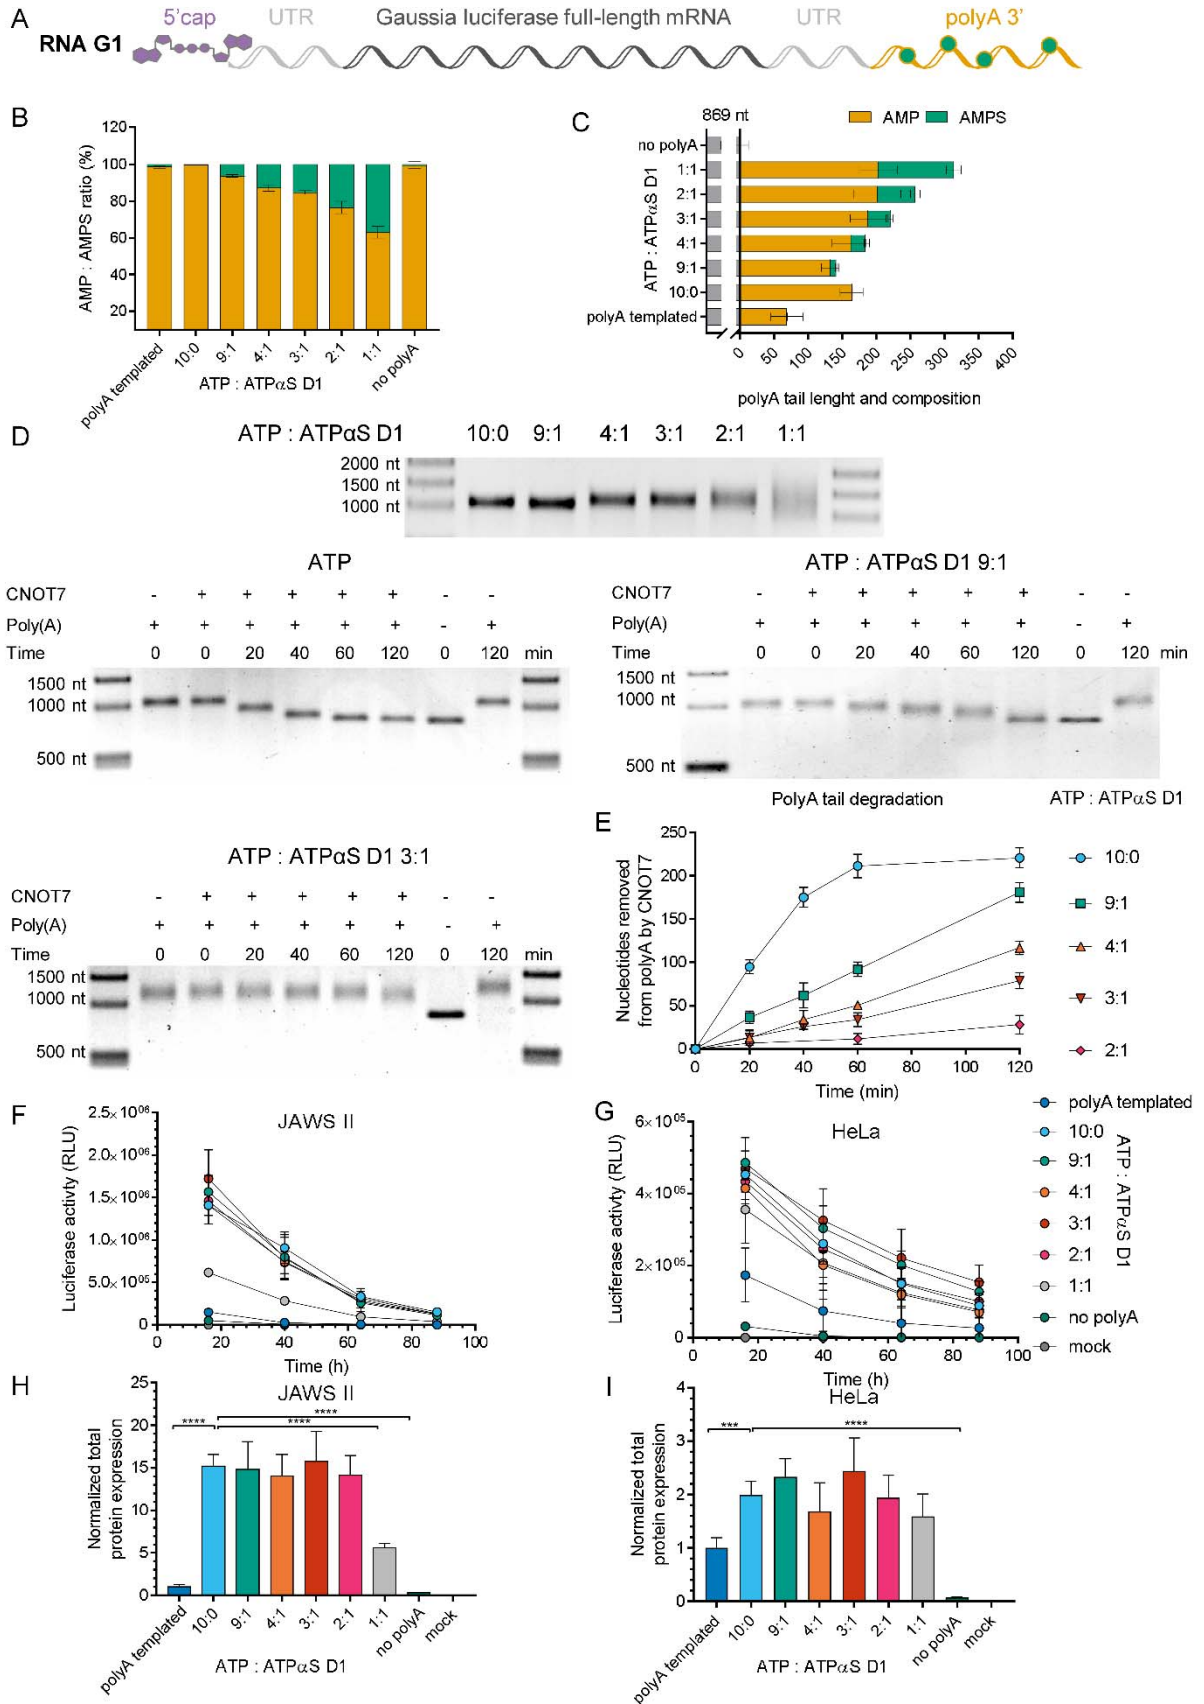 A
5'cap
UTR
Gaussia luciferase full-length mRNA
UTR
polyA 3'
RNA G1
B
AMP : AMPS ratio (%)
120
100
80
60
40
20
polyA templated
10:0
9:1
4:1
3:1
2:1
1:1
no polyA
ATP : ATPαS D1
C
869 nt
AMP
AMPS
ATP : ATPαS D1
no polyA
1:1
2:1
3:1
4:1
9:1
10:0
polyA templated
0 50 100 150 200 250 300 350 400
polyA tail lenght and composition
D
ATP : ATPαS D1 10:0 9:1 4:1 3:1 2:1 1:1
2000 nt
1500 nt
1000 nt
ATP
CNOT7 - + + + + + - -
Poly(A) + + + + + + - +
Time 0 0 20 40 60 120 0 120 min
1500 nt
1000 nt
500 nt
ATP : ATPαS D1 9:1
CNOT7 - + + + + + - -
Poly(A) + + + + + + - +
Time 0 0 20 40 60 120 0 120 min
1500 nt
1000 nt
500 nt
ATP : ATPαS D1 3:1
CNOT7 - + + + + + - -
Poly(A) + + + + + + - +
Time 0 0 20 40 60 120 0 120 min
1500 nt
1000 nt
500 nt
E
PolyA tail degradation
ATP : ATPαS D1
Nucleotides removed
from polyA by CNOT7
250
200
150
100
50
0
0 20 40 60 80 100 120
Time (min)
10:0
9:1
4:1
3:1
2:1
F
JAWS II
Luciferase activty (RLU)
2.5×10⁰⁶
2.0×10⁰⁶
1.5×10⁰⁶
1.0×10⁰⁶
5.0×10⁰⁵
0
0 20 40 60 80 100
Time (h)
G
HeLa
Luciferase activty (RLU)
6×10⁰⁵
4×10⁰⁵
2×10⁰⁵
0
0 20 40 60 80 100
Time (h)
polyA templated
10:0
9:1
4:1
3:1
2:1
1:1
no polyA
mock
ATP : ATPαS D1
H
JAWS II
Normalized total
protein expression
25
20
15
10
5
0
****
****
****
polyA templated
10:0
9:1
4:1
3:1
2:1
1:1
no polyA
mock
ATP : ATPαS D1
I
HeLa
Normalized total
protein expression
4
3
2
1
0
***
****
polyA templated
10:0
9:1
4:1
3:1
2:1
1:1
no polyA
mock
ATP : ATPαS D1